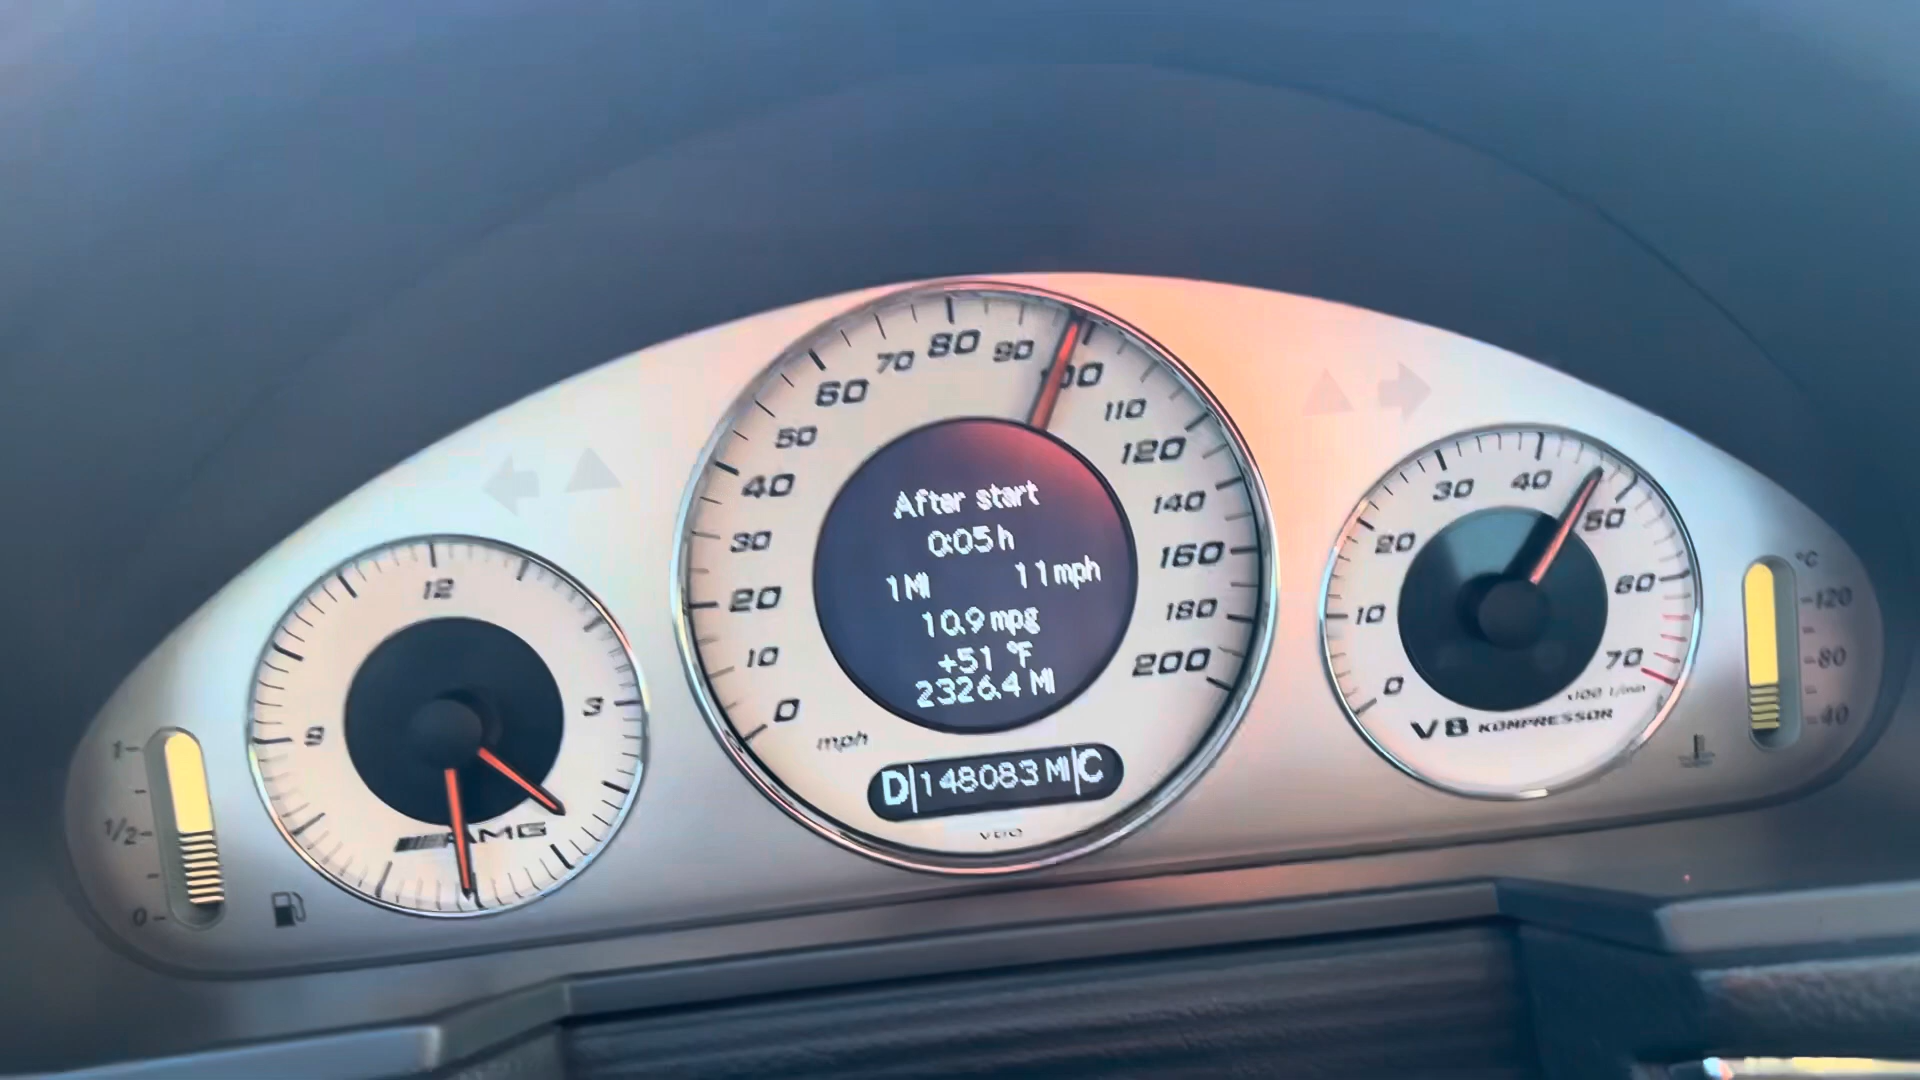 12
3
9
AMG
1
1/2
0
0
10
20
30
40
50
60
70
80
90
100
110
120
140
160
180
200
mph
After start
0:05 h
1 MI 11 mph
10.9 mpg
+51 °F
2326.4 MI
D 148083 MI C
VDO
0
10
20
30
40
50
60
70
x100 1/min
V8 KOMPRESSOR
°C
120
80
40